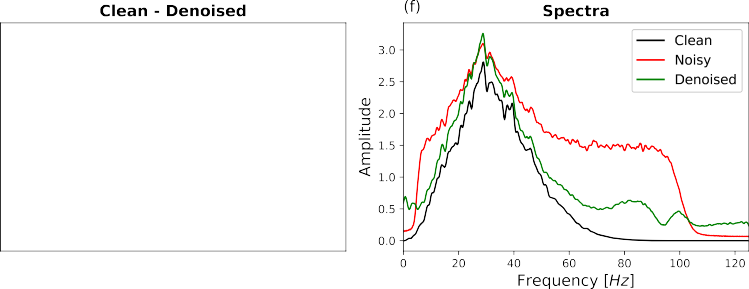 Clean - Denoised
(f)
Spectra
Clean
Noisy
Denoised
Amplitude
3.0
2.5
2.0
1.5
1.0
0.5
0.0
0 20 40 60 80 100 120
Frequency [Hz]